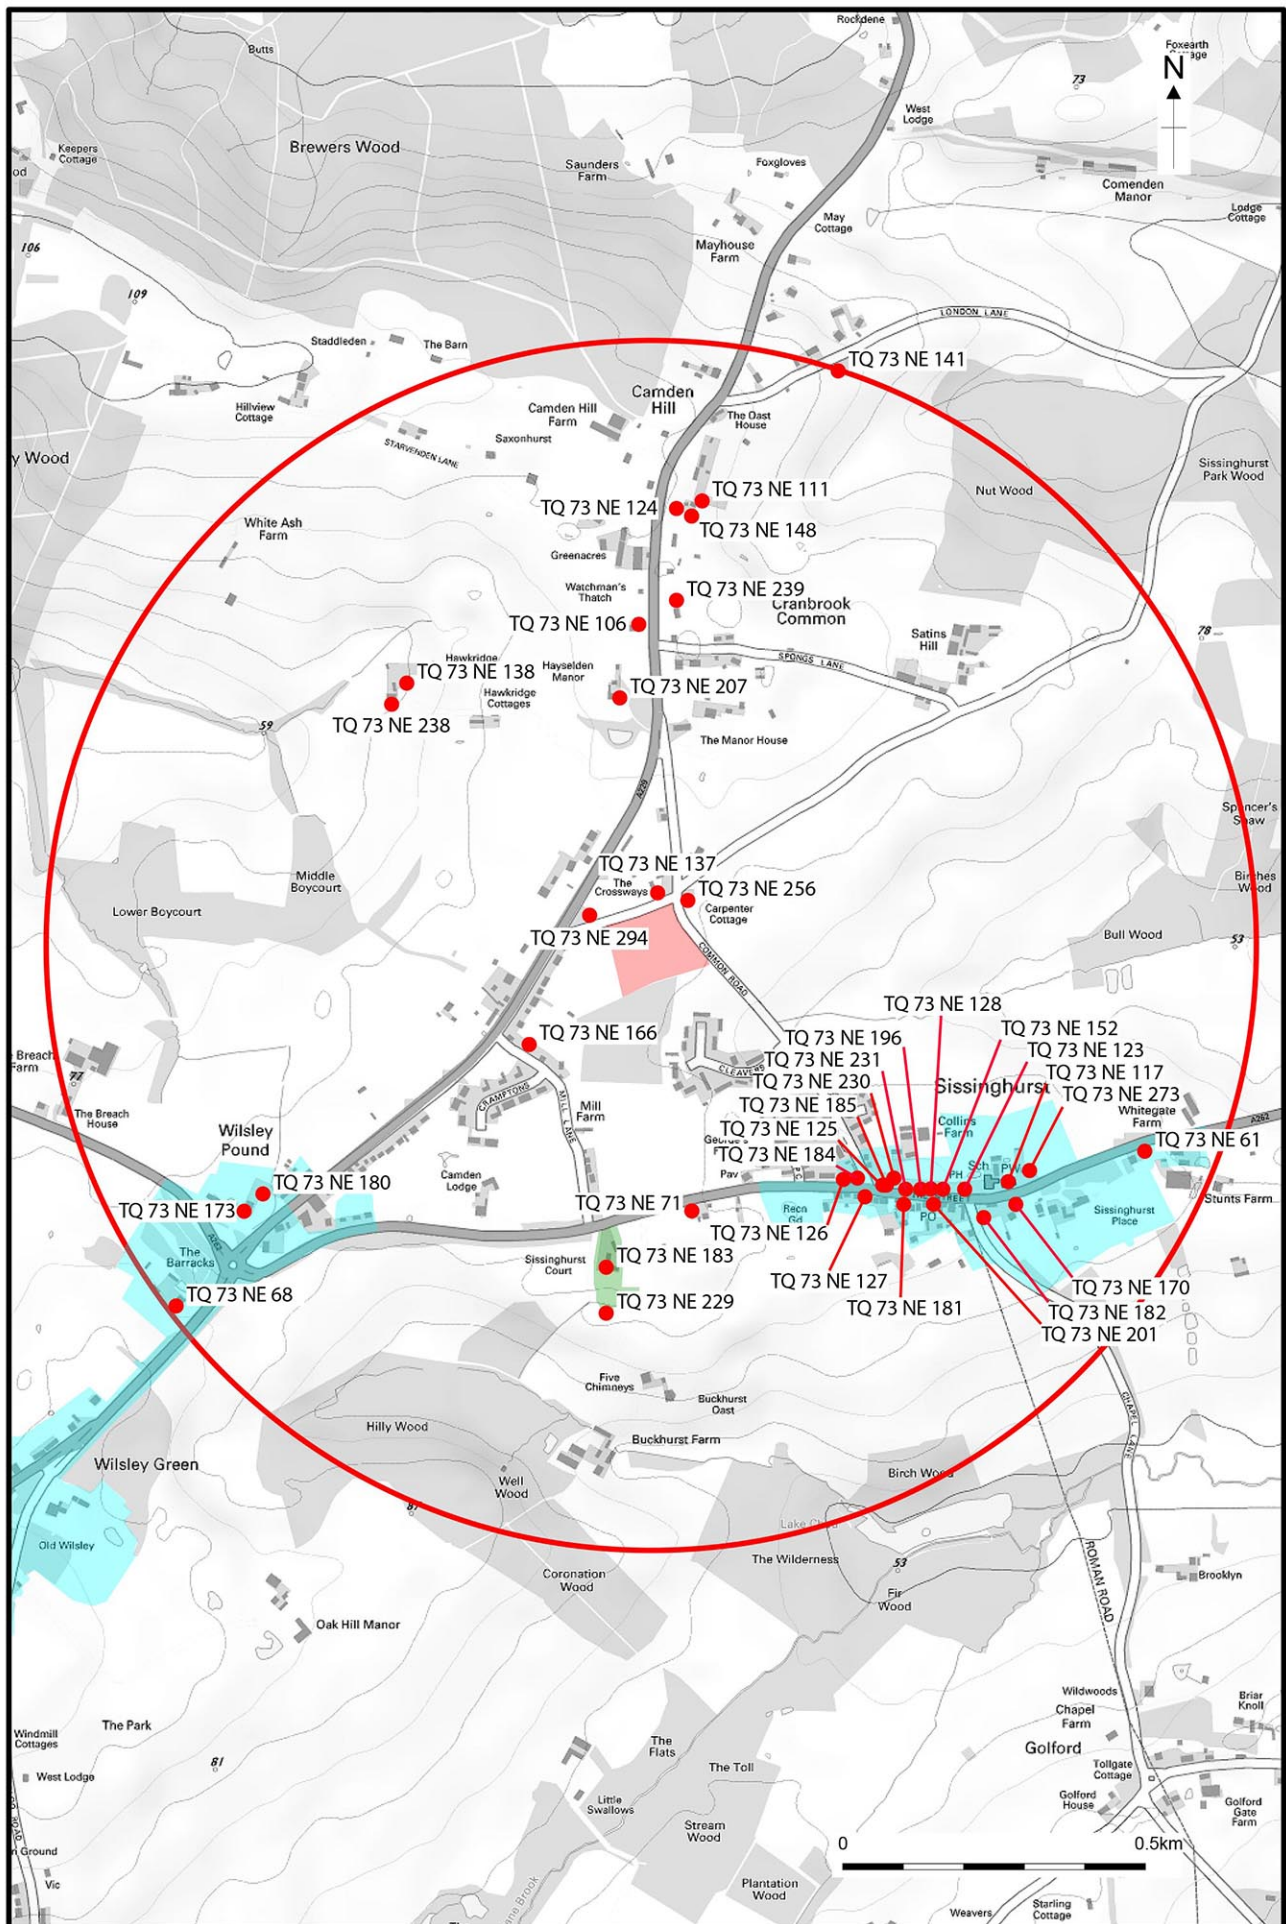 Rockdene
Butts
Foxearth
N
73
West
Lodge
Keepers
Cottage
Brewers Wood
Saunders
Farm
Foxgloves
od
Comenden
Manor
Lodge
Cottage
May
Cottage
106
Mayhouse
Farm
109
LONDON LANE
Staddleden
The Barn
TQ 73 NE 141
Camden
Hill
Hillview
Cottage
Camden Hill
Farm
The Oast
House
Saxonhurst
STARVENDEN LANE
y Wood
Sissinghurst
Park Wood
Nut Wood
TQ 73 NE 111
TQ 73 NE 124
TQ 73 NE 148
White Ash
Farm
Greenacres
Watchman's
Thatch
TQ 73 NE 239
Cranbrook
Common
TQ 73 NE 106
78
Satins
Hill
SPONGS LANE
Hawkridge
TQ 73 NE 138
Hayselden
Manor
Hawkridge
Cottages
TQ 73 NE 207
TQ 73 NE 238
59
The Manor House
A229
Spencer's
Shaw
TQ 73 NE 137
The
Crossways
TQ 73 NE 256
Carpenter
Cottage
Middle
Boycourt
Birches
Wood
Lower Boycourt
TQ 73 NE 294
Bull Wood
53
COMMON ROAD
TQ 73 NE 128
TQ 73 NE 166
TQ 73 NE 196
TQ 73 NE 152
TQ 73 NE 231
TQ 73 NE 123
Breach
Farm
77
CLEAVERS
TQ 73 NE 230
TQ 73 NE 117
Sissinghurst
CRAMPTONS
TQ 73 NE 185
TQ 73 NE 273
The Breach
House
MILL LANE
Mill
Farm
TQ 73 NE 125
Collins
Farm
Whitegate
Farm
A262
Wilsley
Pound
TQ 73 NE 184
TQ 73 NE 61
Camden
Lodge
Pav
Sch
PW
PH
TQ 73 NE 180
TQ 73 NE 173
TQ 73 NE 71
Recn
Gd
PO
Sissinghurst
Place
Stunts Farm
TQ 73 NE 126
A262
The
Barracks
Sissinghurst
Court
TQ 73 NE 183
TQ 73 NE 127
TQ 73 NE 170
TQ 73 NE 68
TQ 73 NE 229
TQ 73 NE 181
TQ 73 NE 182
TQ 73 NE 201
Five
Chimneys
Buckhurst
Oast
CHAPEL LANE
Hilly Wood
Buckhurst Farm
Wilsley Green
Birch Wood
Well
Wood
Old Wilsley
The Wilderness
53
ROMAN ROAD
Coronation
Wood
Fir
Wood
Brooklyn
Oak Hill Manor
Wildwoods
Briar
Knoll
Chapel
Farm
The Park
Windmill
Cottages
The
Flats
Golford
81
The Toll
Tollgate
Cottage
West Lodge
Little
Swallows
Golford
House
Golford
Gate
Farm
Stream
Wood
0
0.5km
n Ground
Vic
Plantation
Wood
Weavers
Starling
Cottage